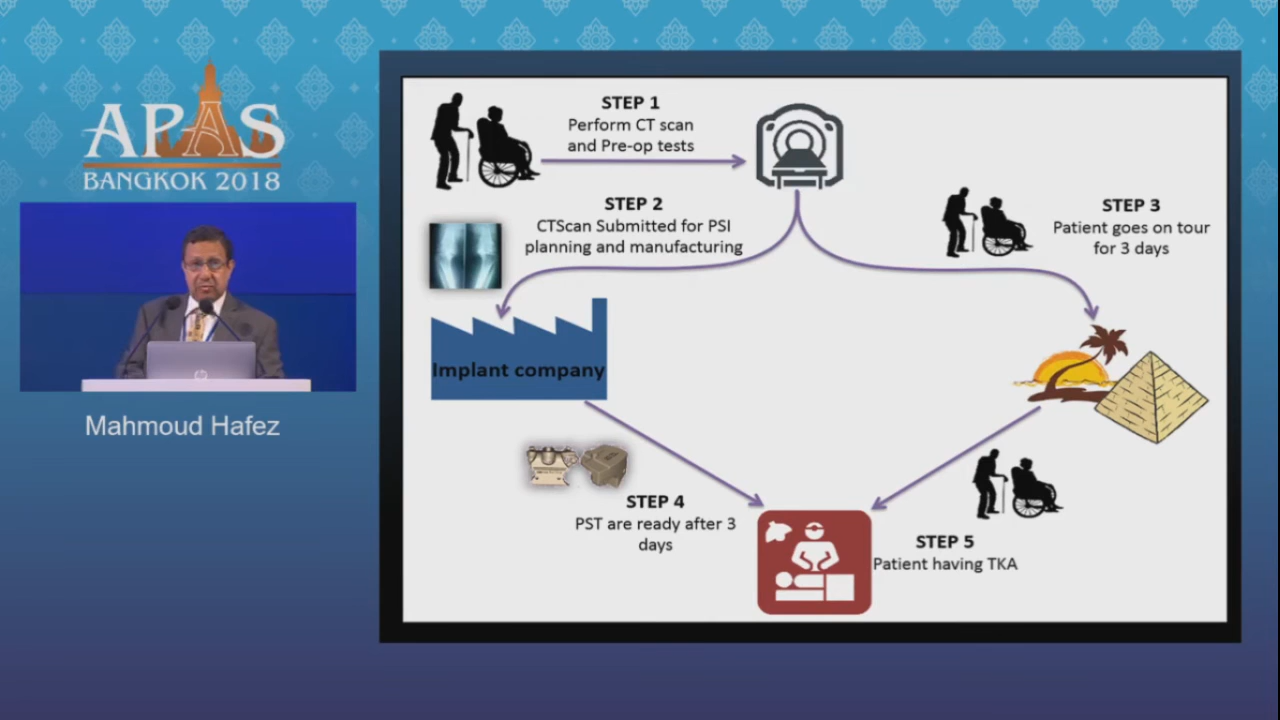 APAS
BANGKOK 2018
Mahmoud Hafez
STEP 1
Perform CT scan
and Pre-op tests
STEP 2
CTScan Submitted for PSI
planning and manufacturing
STEP 3
Patient goes on tour
for 3 days
Implant company
STEP 4
PST are ready after 3
days
STEP 5
Patient having TKA